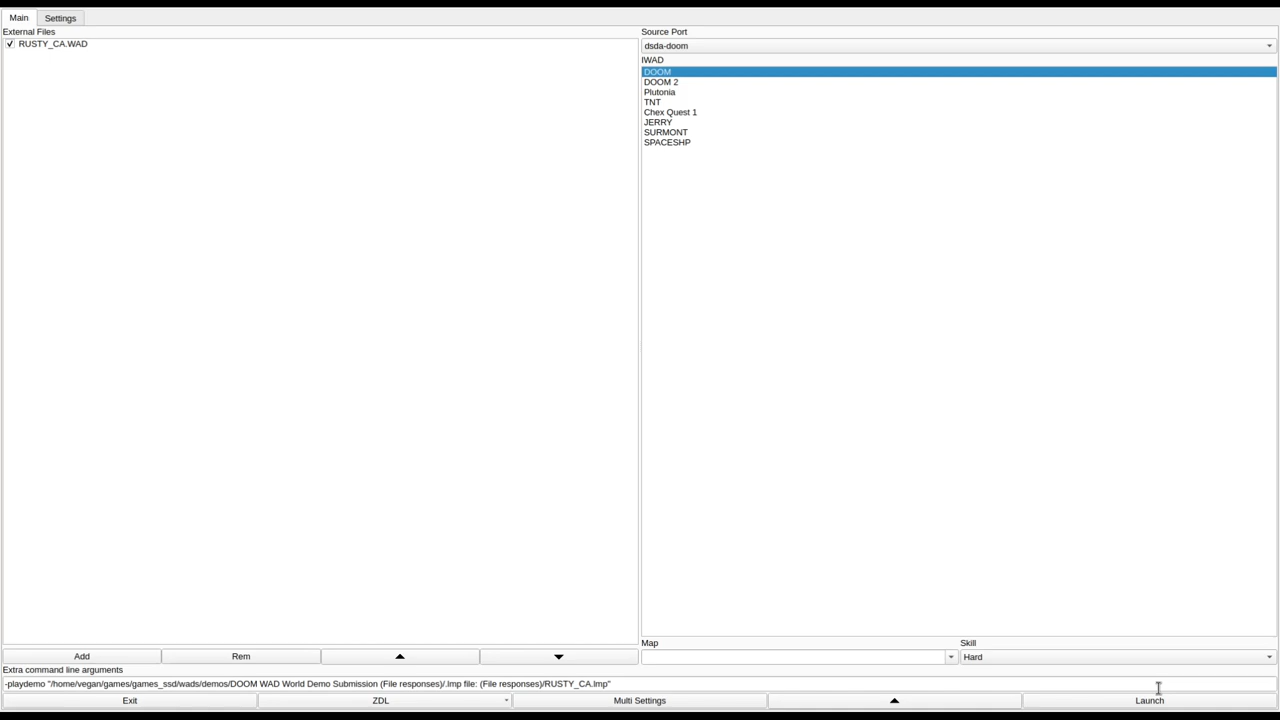 Main Settings
External Files
RUSTY_CA.WAD
Source Port
dsda-doom
IWAD
DOOM
DOOM 2
Plutonia
TNT
Chex Quest 1
JERRY
SURMONT
SPACESHP
Map
Skill
Hard
Add Rem
Extra command line arguments
-playdemo "/home/vegan/games/games_ssd/wads/demos/DOOM WAD World Demo Submission (File responses)/.lmp file: (File responses)/RUSTY_CA.lmp"
Exit ZDL Multi Settings Launch